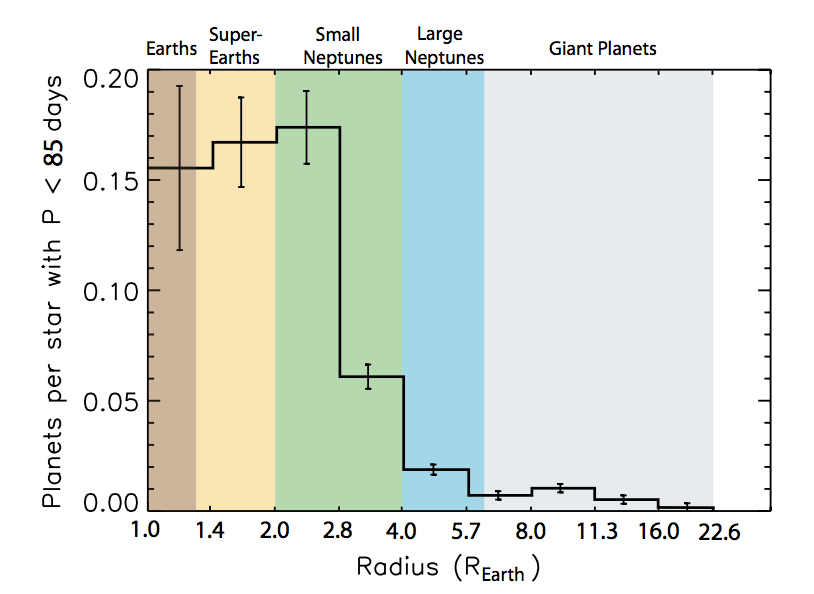 Earths
Super-
Earths
Small
Neptunes
Large
Neptunes
Giant Planets
Planets per star with P < 85 days
0.20
0.15
0.10
0.05
0.00
1.0 1.4 2.0 2.8 4.0 5.7 8.0 11.3 16.0 22.6
Radius (REarth)